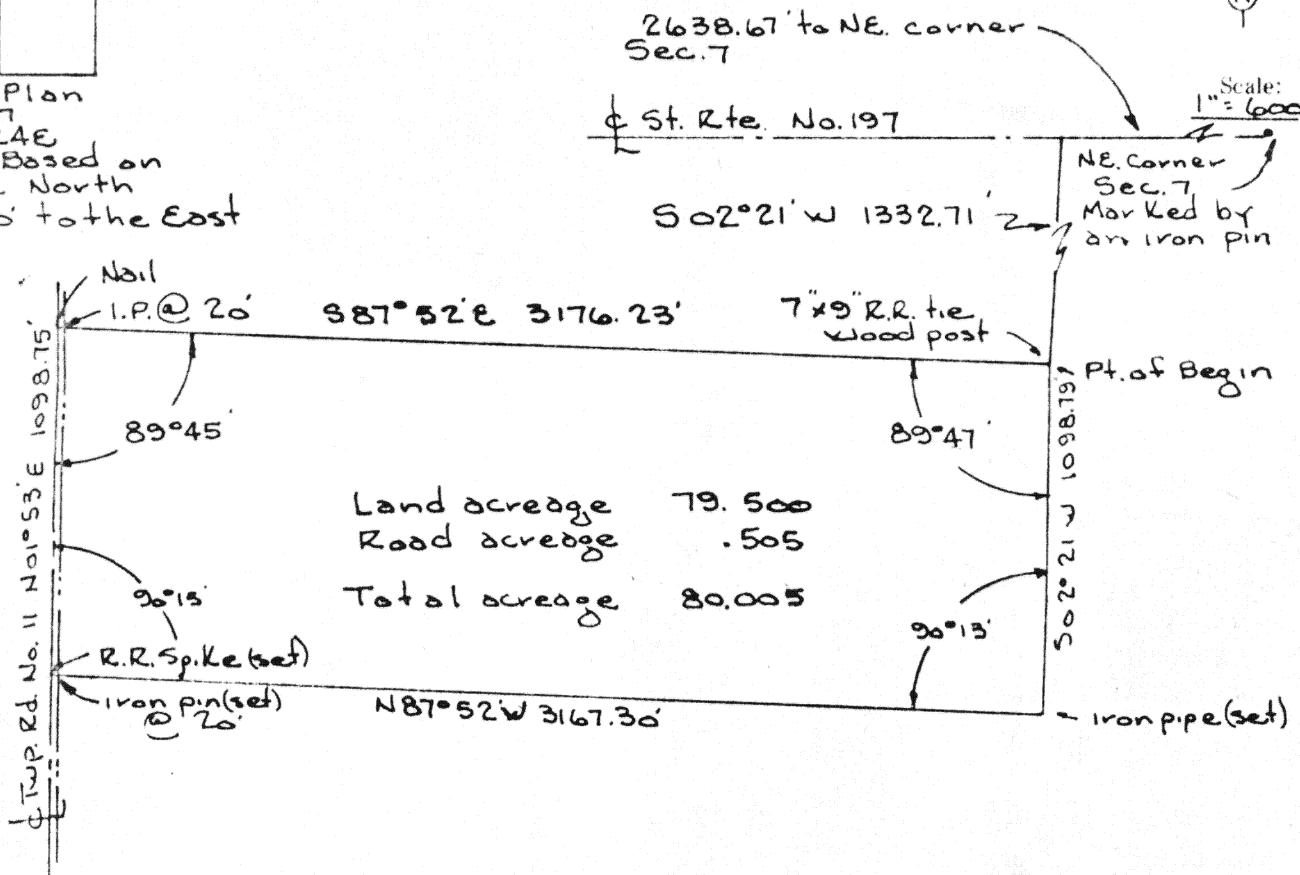 2638.67' to NE. corner
Sec. 7
Plan
7
4E
Based on
North
0' to the East
Scale:
1" = 600
℄ St. Rte. No. 197
NE. Corner
Sec. 7
Marked by
an iron pin
S 02°21' W 1332.71'
Nail
I.P. @ 20'
S87°52'E 3176.23'
7"x9" R.R. tie
wood post
Pt. of Begin
89°45'
89°47'
Land acreage 79.500
Road acreage .505
Total acreage 80.005
90°15'
90°13'
R.R. Spike (set)
iron pin (set)
@ 20'
N87°52'W 3167.30'
iron pipe (set)
℄ Twp. Rd. No. 11 N01°53'E 1098.75'
S02°21 W 1098.79'